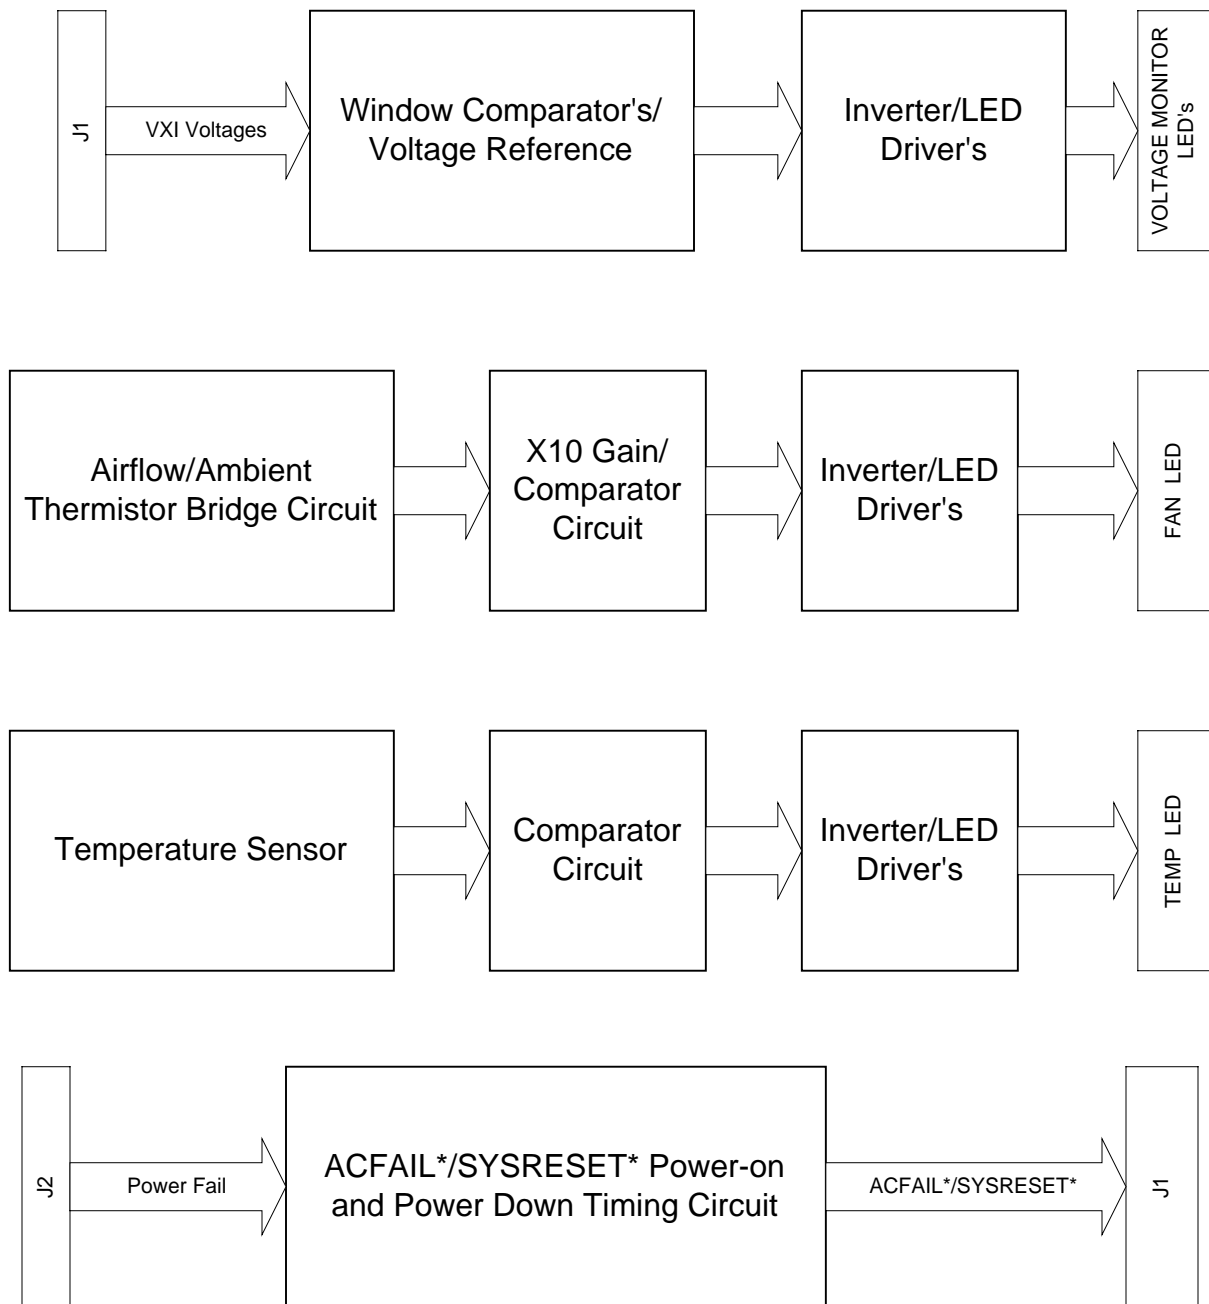 J1
VXI Voltages
Window Comparator's/
Voltage Reference
Inverter/LED
Driver's
VOLTAGE MONITOR
LED's
Airflow/Ambient
Thermistor Bridge Circuit
X10 Gain/
Comparator
Circuit
Inverter/LED
Driver's
FAN LED
Temperature Sensor
Comparator
Circuit
Inverter/LED
Driver's
TEMP LED
J2
Power Fail
ACFAIL*/SYSRESET* Power-on
and Power Down Timing Circuit
ACFAIL*/SYSRESET*
J1